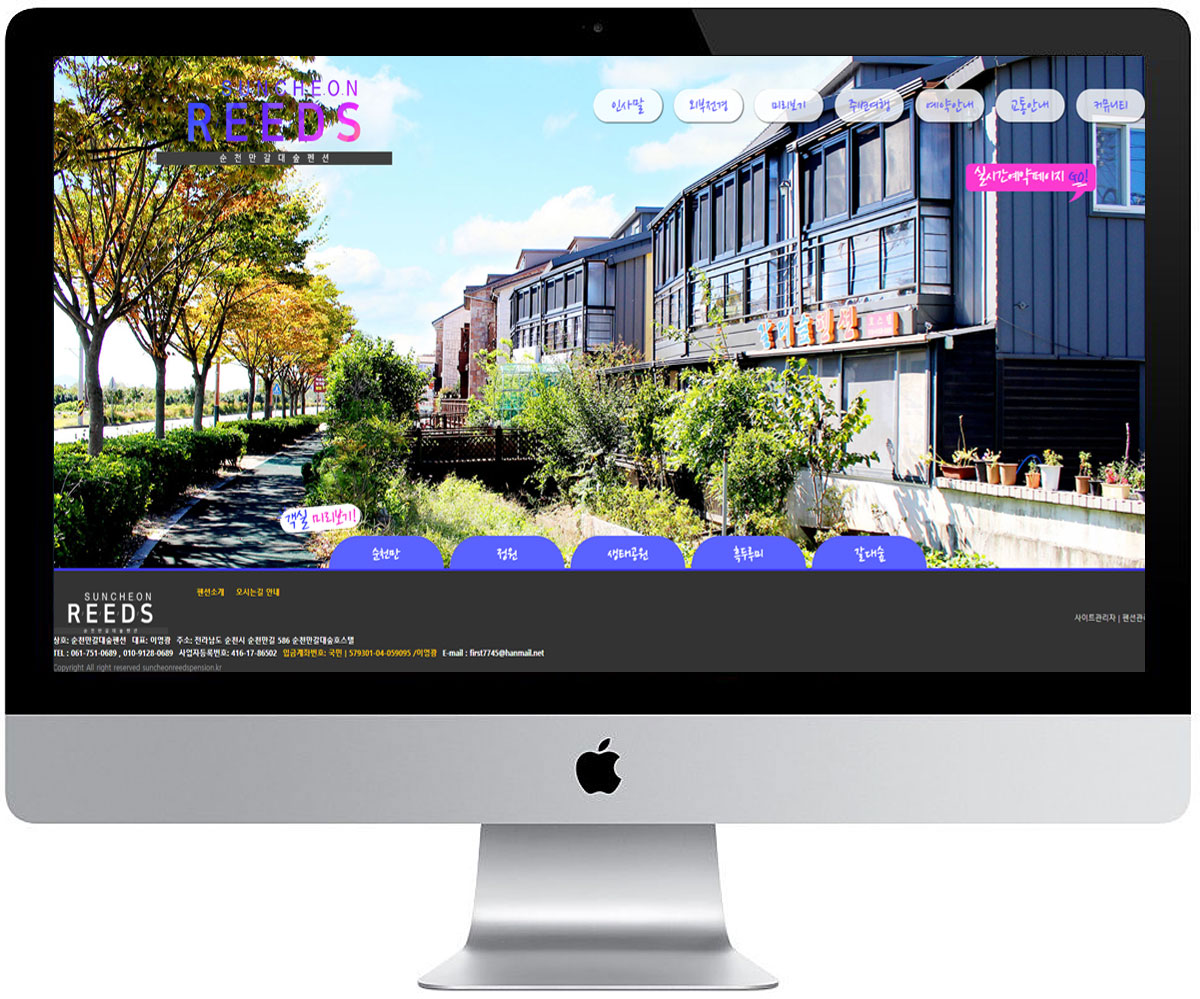 SUNCHEON
REEDS
순천만갈대숲펜션
인사말
외부전경
미리보기
주변여행
예약안내
교통안내
커뮤니티
실시간예약페이지 GO!
갈대숲펜션
호스텔
객실 미리보기!
순천만
정원
생태공원
흑두루미
갈대숲
SUNCHEON
REEDS
순천만갈대숲펜션
펜션소개 오시는길 안내
사이트관리자 | 펜션관
상호: 순천만갈대숲펜션 대표: 이영광 주소: 전라남도 순천시 순천만길 586 순천만갈대숲호스텔
TEL : 061-751-0689 , 010-9128-0689 사업자등록번호: 416-17-86502 입금계좌번호: 국민 | 579301-04-059095 /이영광 E-mail : first7745@hanmail.net
Copyright All right reserved suncheonreedspension.kr